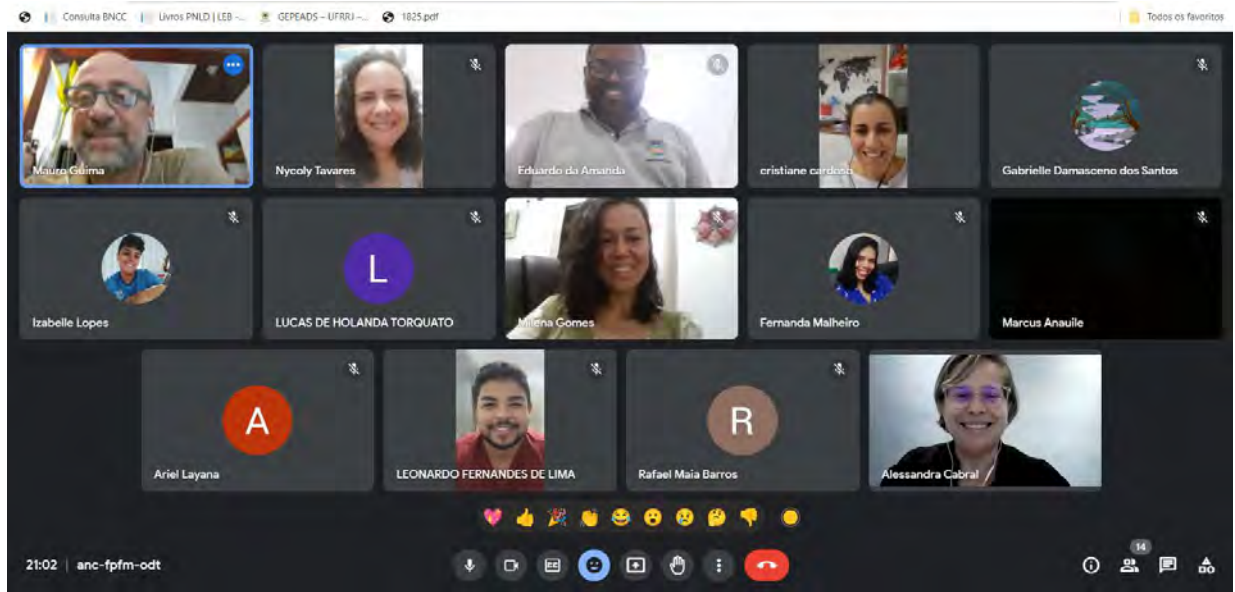 Consulta BNCC
Livros PNLD | LEB -...
GEPEADS – UFRRJ –...
1825.pdf
Todos os favoritos
Mauro Guima
Nycoly Tavares
Eduardo da Amanda
cristiane cardoso
Gabrielle Damasceno dos Santos
Izabelle Lopes
L
LUCAS DE HOLANDA TORQUATO
Milena Gomes
Fernanda Malheiro
Marcus Anauile
A
Ariel Layana
LEONARDO FERNANDES DE LIMA
R
Rafael Maia Barros
Alessandra Cabral
21:02 | anc-fpfm-odt
14